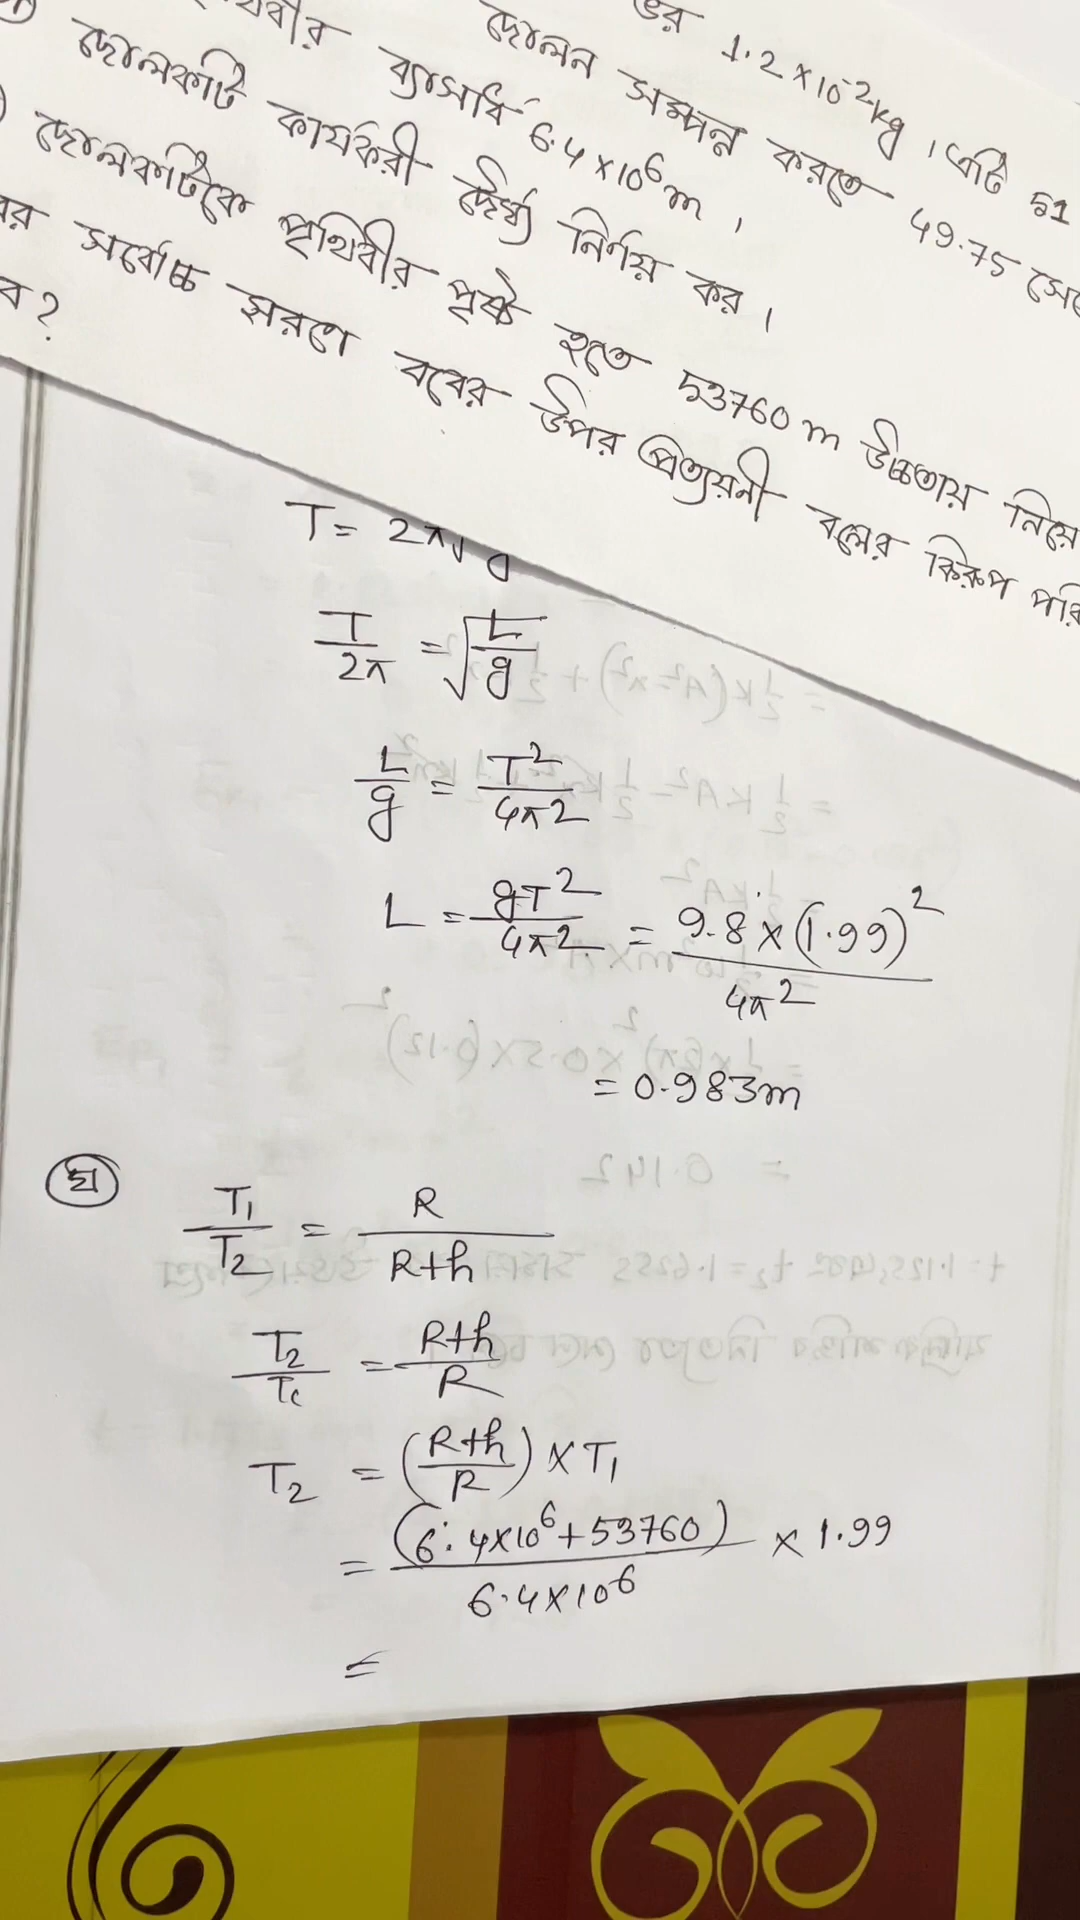 ভর 1.2×10⁻²kg । এটি 51
দোলন সম্পন্ন করতে 49.75
ব্যাসার্ধ 6.4×10⁶m ,
দোলকটি কার্যকরী দৈর্ঘ্য নির্ণয় কর ।
দোলকটিকে পৃথিবীর পৃষ্ঠ হতে 53760 m উচ্চতায় নিয়ে
সর্বোচ্চ সরণে ববের উপর প্রত্যয়নী বলের কিরূপ
?
T = 2π√
T/2π = √L/g
L/g = T²/4π²
L = gT²/4π² = 9.8×(1.99)²/4π²
= 0.983m
ঘ
T₁/T₂ = R/R+h
T₂/T₁ = R+h/R
T₂ = (R+h/R) × T₁
= (6.4×10⁶+53760)/6.4×10⁶ × 1.99
=